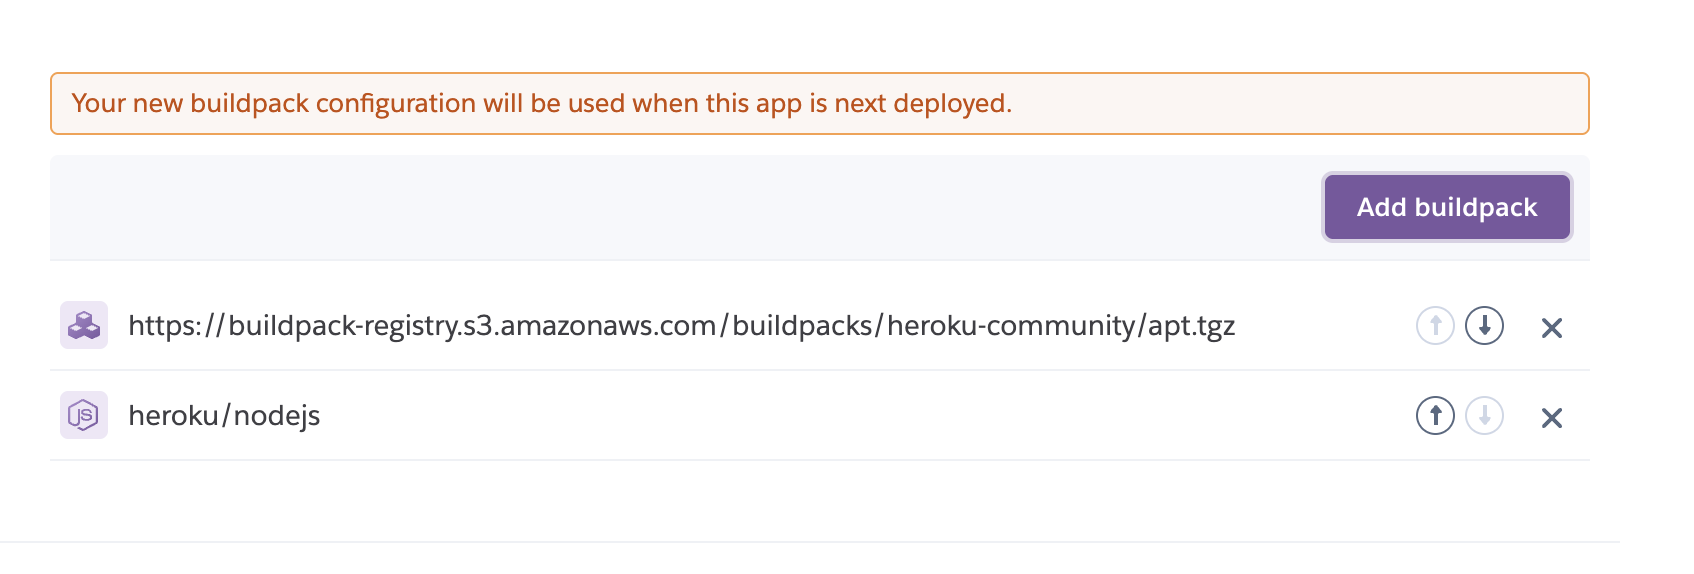 Your new buildpack configuration will be used when this app is next deployed.
Add buildpack
https://buildpack-registry.s3.amazonaws.com/buildpacks/heroku-community/apt.tgz
JS
heroku/nodejs